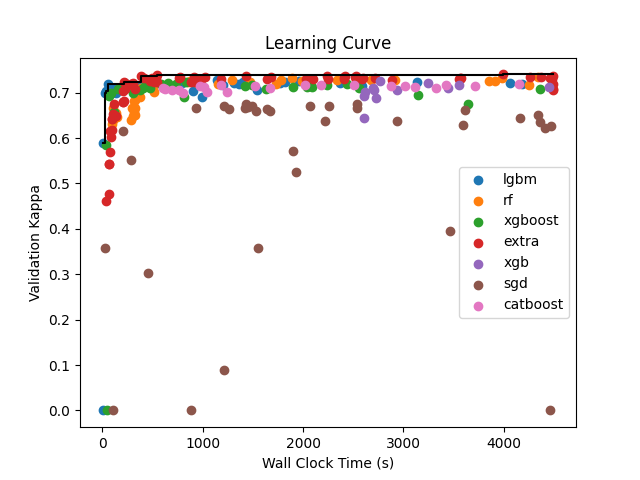 Learning Curve
Validation Kappa
0.7
0.6
0.5
0.4
0.3
0.2
0.1
0.0
lgbm
rf
xgboost
extra
xgb
sgd
catboost
0
1000
2000
3000
4000
Wall Clock Time (s)